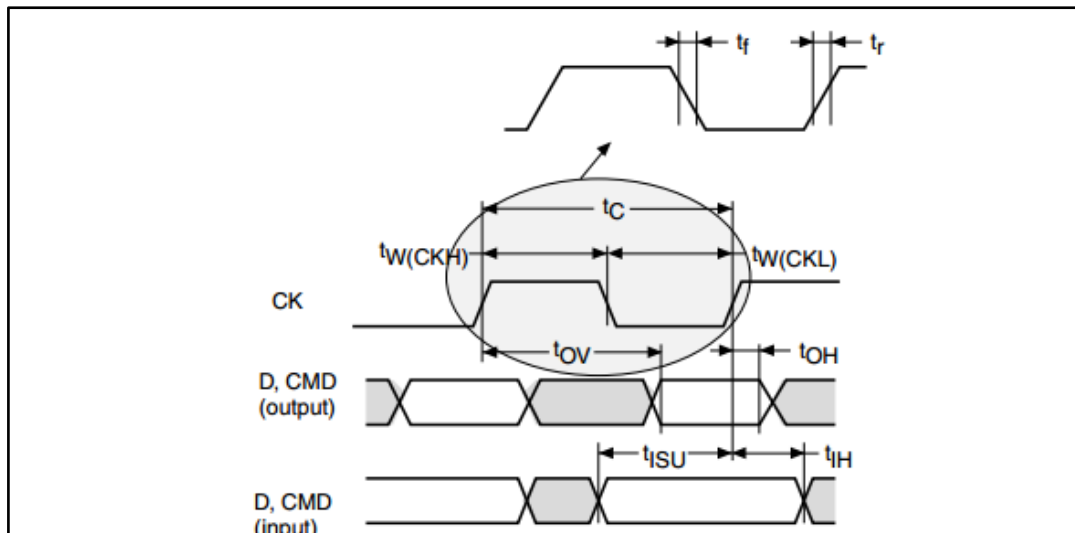 tf
tr
tC
tW(CKH)
tW(CKL)
CK
tOV
tOH
D, CMD
(output)
tISU
tIH
D, CMD
(input)